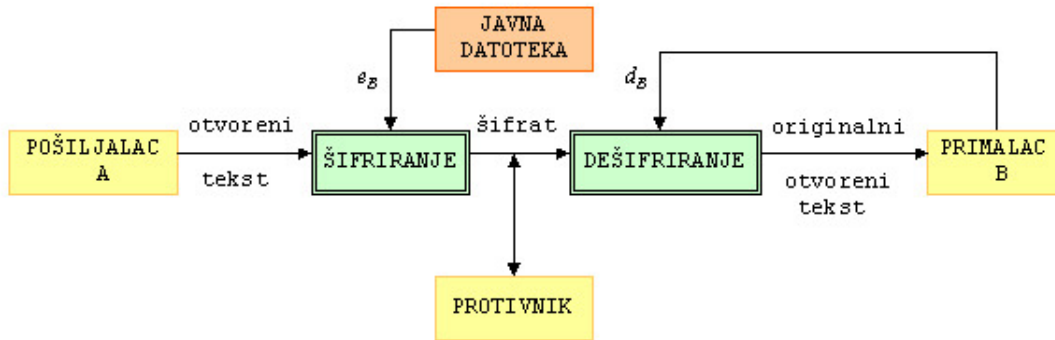 JAVNA
DATOTEKA
e_B
d_B
POŠILJALAC
A
otvoreni
tekst
ŠIFRIRANJE
šifrat
DEŠIFRIRANJE
originalni
otvoreni
tekst
PRIMALAC
B
PROTIVNIK